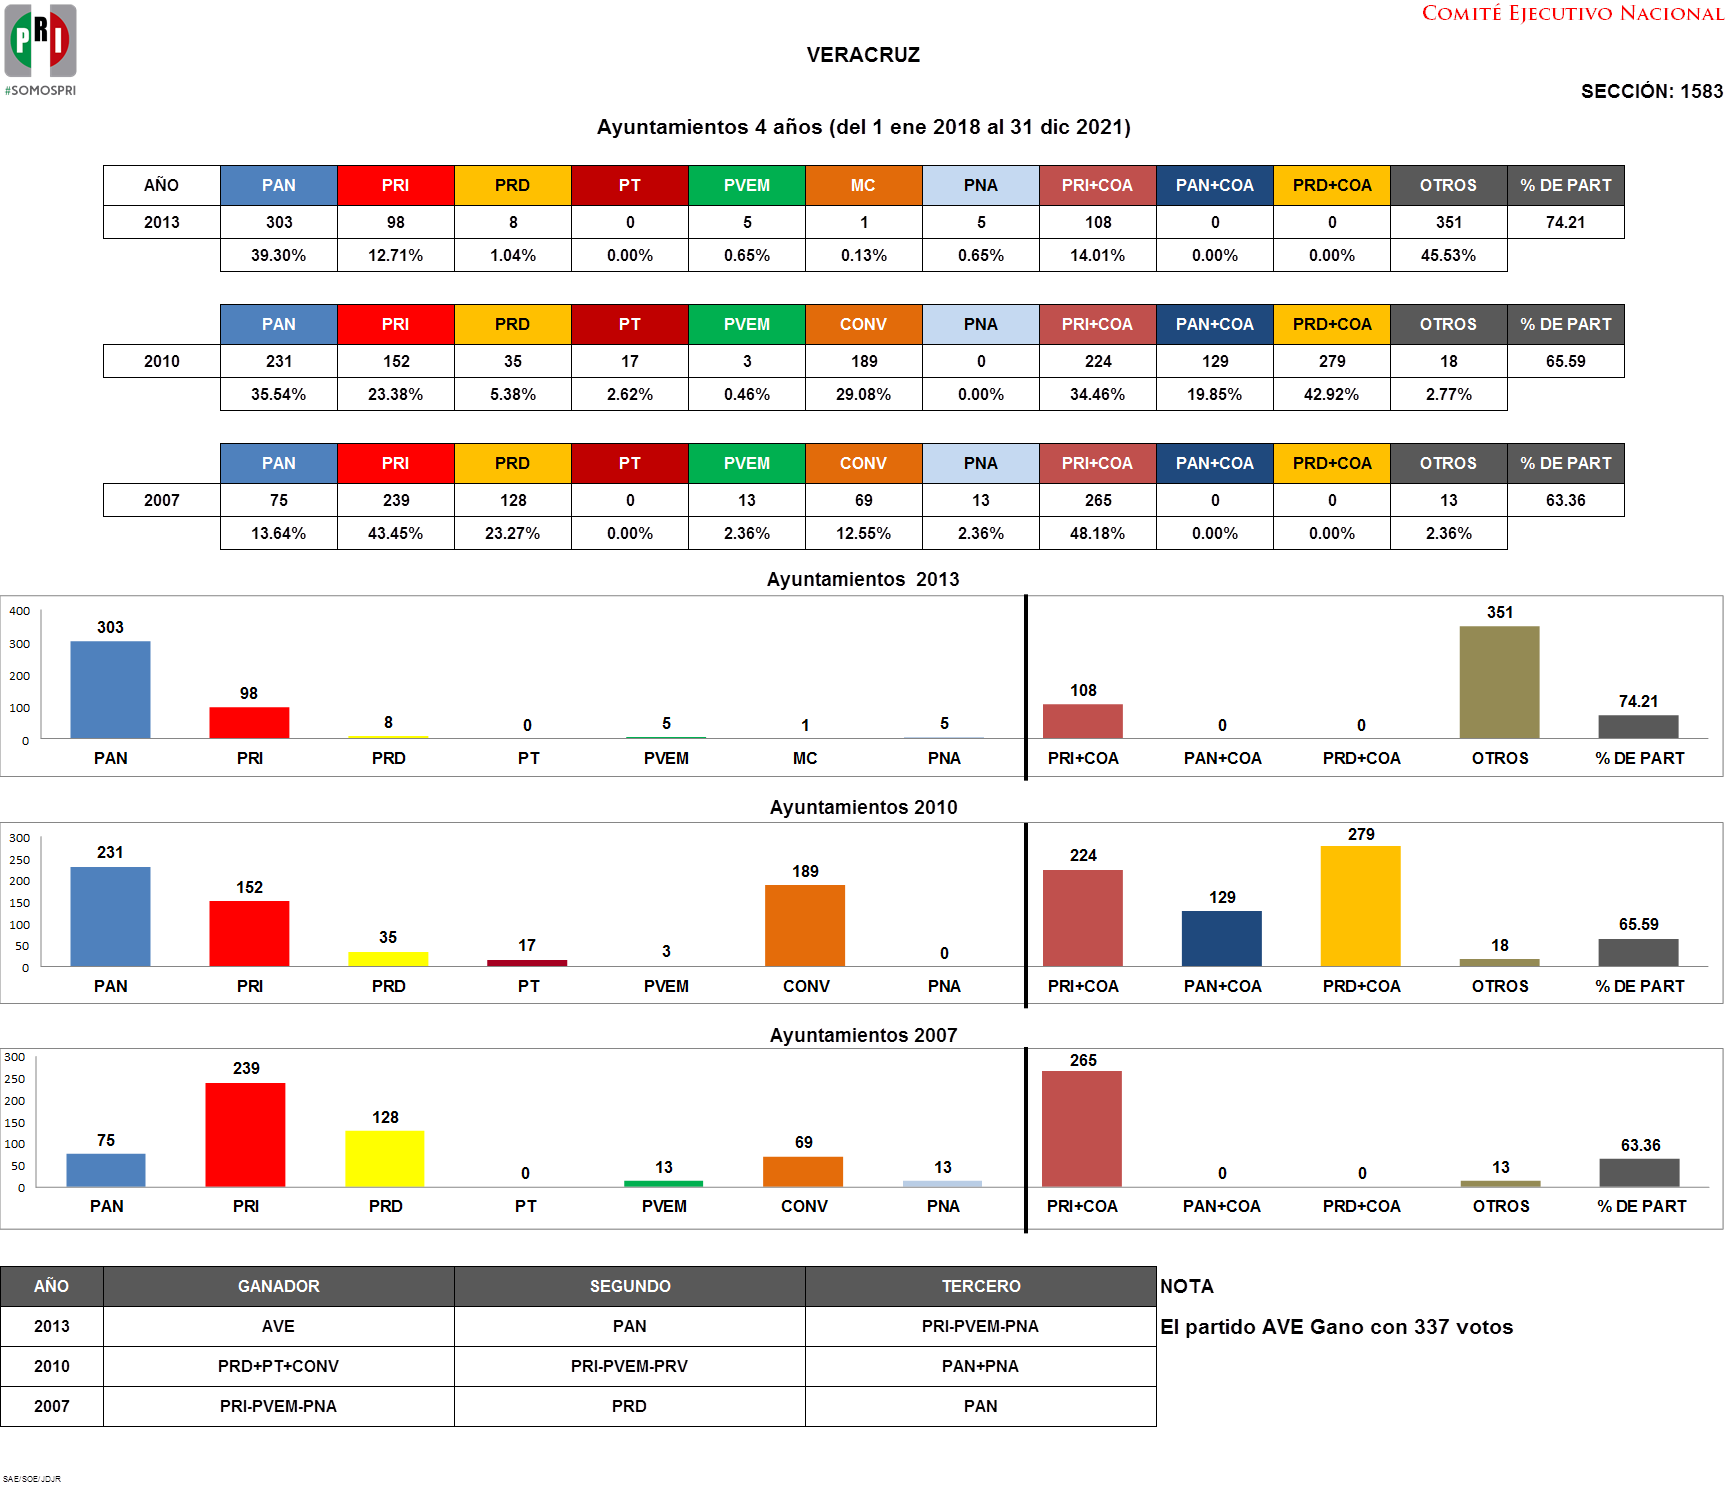 PRI
#SOMOSPRI
COMITÉ EJECUTIVO NACIONAL
VERACRUZ
SECCIÓN: 1583
Ayuntamientos 4 años (del 1 ene 2018 al 31 dic 2021)
AÑO PAN PRI PRD PT PVEM MC PNA PRI+COA PAN+COA PRD+COA OTROS % DE PART
2013 303 98 8 0 5 1 5 108 0 0 351 74.21
39.30% 12.71% 1.04% 0.00% 0.65% 0.13% 0.65% 14.01% 0.00% 0.00% 45.53%
PAN PRI PRD PT PVEM CONV PNA PRI+COA PAN+COA PRD+COA OTROS % DE PART
2010 231 152 35 17 3 189 0 224 129 279 18 65.59
35.54% 23.38% 5.38% 2.62% 0.46% 29.08% 0.00% 34.46% 19.85% 42.92% 2.77%
PAN PRI PRD PT PVEM CONV PNA PRI+COA PAN+COA PRD+COA OTROS % DE PART
2007 75 239 128 0 13 69 13 265 0 0 13 63.36
13.64% 43.45% 23.27% 0.00% 2.36% 12.55% 2.36% 48.18% 0.00% 0.00% 2.36%
Ayuntamientos 2013
400
300
200
100
0
303 98 8 0 5 1 5 108 0 0 351 74.21
PAN PRI PRD PT PVEM MC PNA PRI+COA PAN+COA PRD+COA OTROS % DE PART
Ayuntamientos 2010
300
250
200
150
100
50
0
231 152 35 17 3 189 0 224 129 279 18 65.59
PAN PRI PRD PT PVEM CONV PNA PRI+COA PAN+COA PRD+COA OTROS % DE PART
Ayuntamientos 2007
300
250
200
150
100
50
0
75 239 128 0 13 69 13 265 0 0 13 63.36
PAN PRI PRD PT PVEM CONV PNA PRI+COA PAN+COA PRD+COA OTROS % DE PART
AÑO GANADOR SEGUNDO TERCERO NOTA
2013 AVE PAN PRI-PVEM-PNA El partido AVE Gano con 337 votos
2010 PRD+PT+CONV PRI-PVEM-PRV PAN+PNA
2007 PRI-PVEM-PNA PRD PAN
SAE/SOE/JDJR